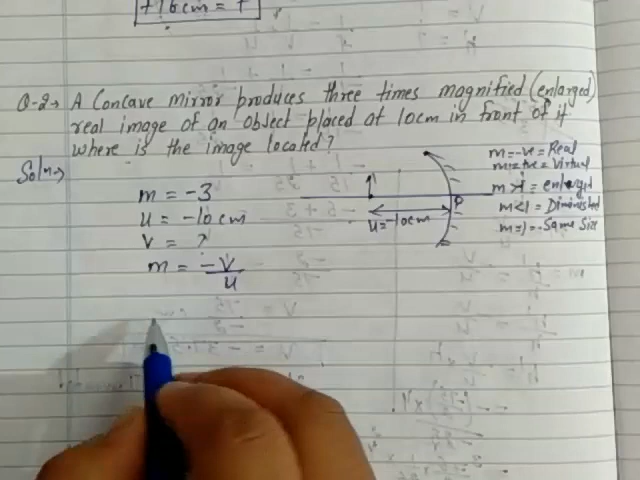 +16cm = f
Q-2→ A Concave mirror produces three times magnified (enlarged)
real image of an object placed at 10cm in front of it
where is the image located?
Soln→
m = -3
u = -10cm
v = ?
m = -v/u
u=-10cm
P
m=-ve=Real
m=+ve=Virtual
m>1=enlarged
m<1=Diminished
m=1=Same Size